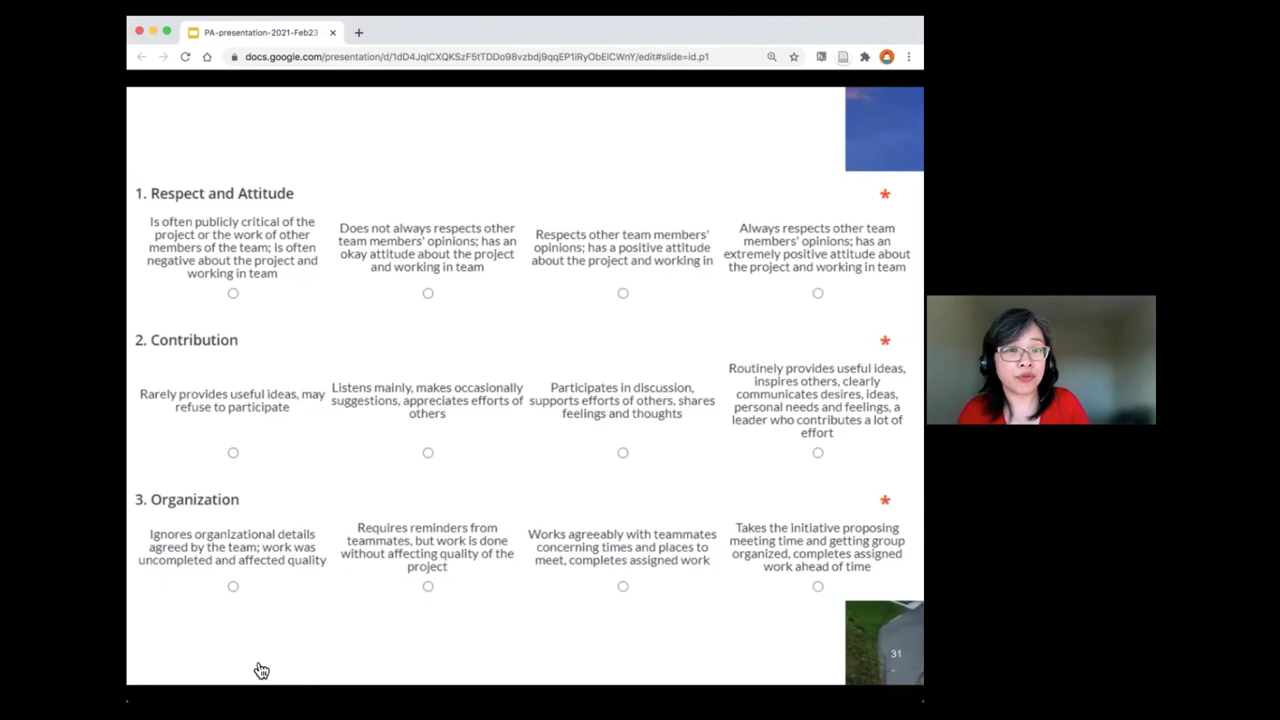 PA-presentation-2021-Feb23
docs.google.com/presentation/d/1dD4JqlCXQKSzF5tTDDo98vzbdj9qqEP1iRyObElCWnY/edit#slide=id.p1
1. Respect and Attitude *
Is often publicly critical of the
project or the work of other
members of the team; Is often
negative about the project and
working in team
Does not always respects other
team members' opinions; has an
okay attitude about the project
and working in team
Respects other team members'
opinions; has a positive attitude
about the project and working in
Always respects other team
members' opinions; has an
extremely positive attitude about
the project and working in team
2. Contribution *
Rarely provides useful ideas, may
refuse to participate
Listens mainly, makes occasionally
suggestions, appreciates efforts of
others
Participates in discussion,
supports efforts of others, shares
feelings and thoughts
Routinely provides useful ideas,
inspires others, clearly
communicates desires, ideas,
personal needs and feelings, a
leader who contributes a lot of
effort
3. Organization *
Ignores organizational details
agreed by the team; work was
uncompleted and affected quality
Requires reminders from
teammates, but work is done
without affecting quality of the
project
Works agreeably with teammates
concerning times and places to
meet, completes assigned work
Takes the initiative proposing
meeting time and getting group
organized, completes assigned
work ahead of time
31